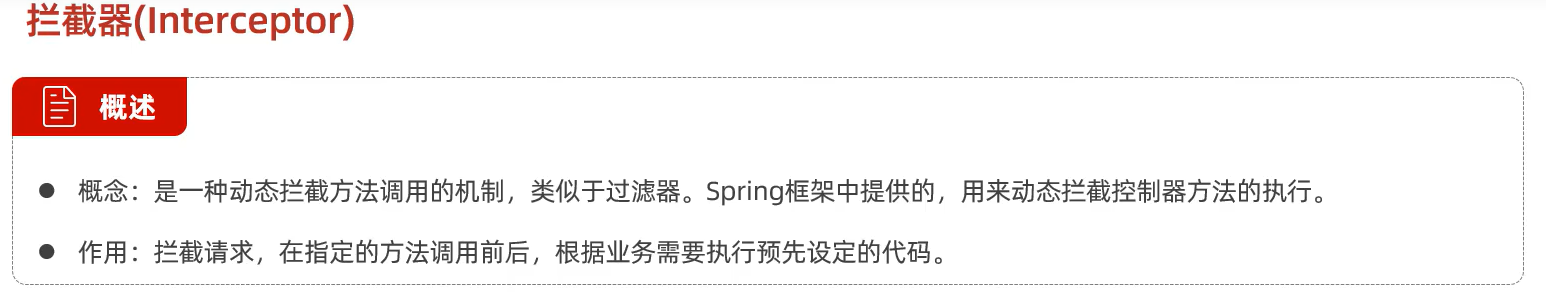 拦截器(Interceptor)
概述
概念：是一种动态拦截方法调用的机制，类似于过滤器。Spring框架中提供的，用来动态拦截控制器方法的执行。
作用：拦截请求，在指定的方法调用前后，根据业务需要执行预先设定的代码。